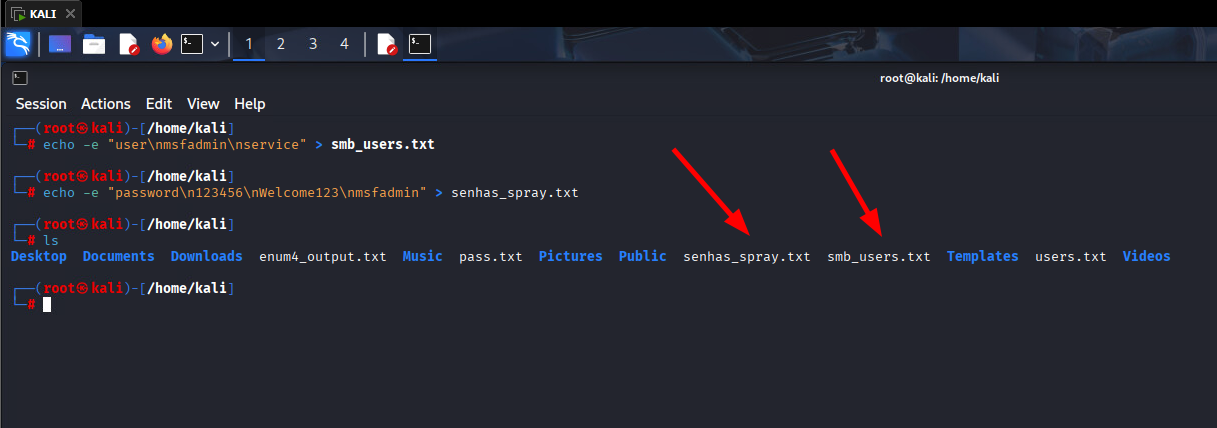 KALI
1 2 3 4
root@kali: /home/kali
Session Actions Edit View Help
┌──(root㉿kali)-[/home/kali]
└─# echo -e "user\nmsfadmin\nservice" > smb_users.txt
┌──(root㉿kali)-[/home/kali]
└─# echo -e "password\n123456\nWelcome123\nmsfadmin" > senhas_spray.txt
┌──(root㉿kali)-[/home/kali]
└─# ls
Desktop Documents Downloads enum4_output.txt Music pass.txt Pictures Public senhas_spray.txt smb_users.txt Templates users.txt Videos
┌──(root㉿kali)-[/home/kali]
└─#